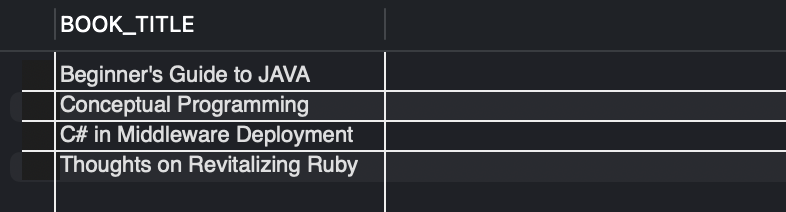 BOOK_TITLE
Beginner's Guide to JAVA
Conceptual Programming
C# in Middleware Deployment
Thoughts on Revitalizing Ruby